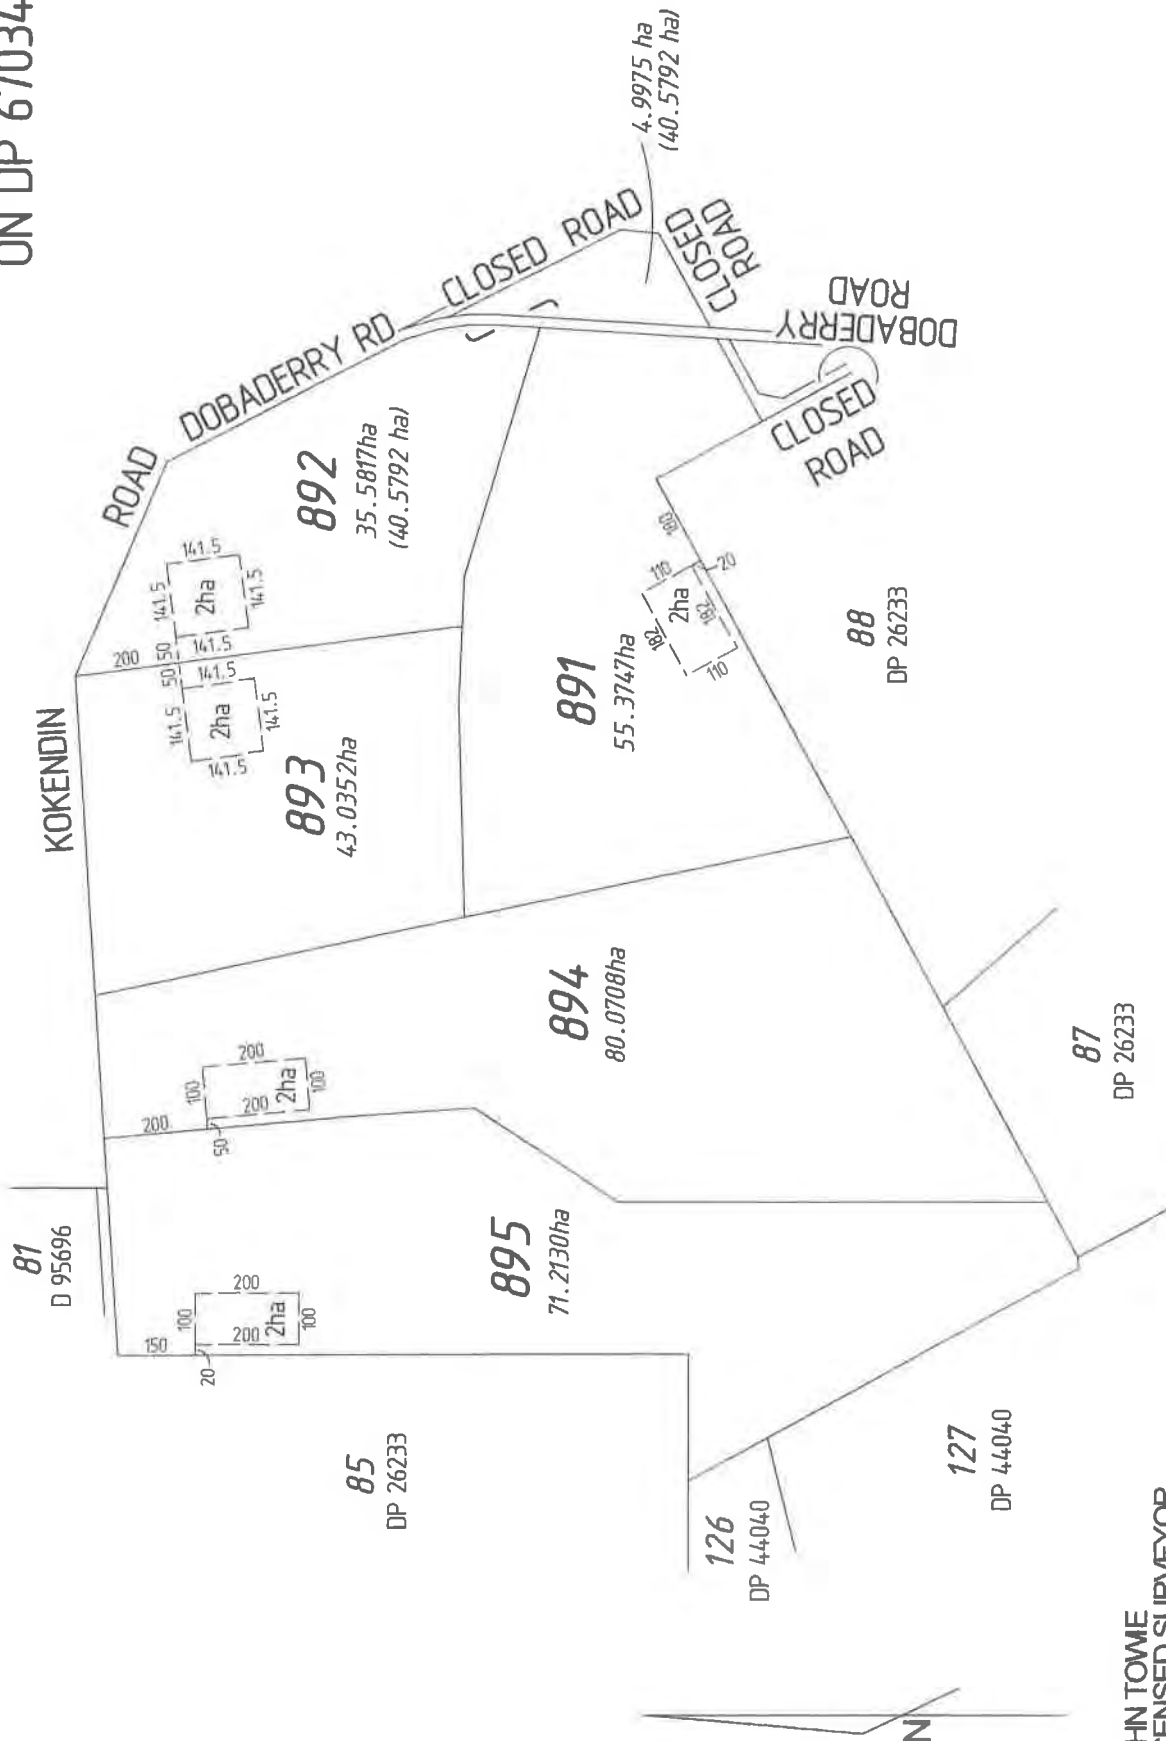 ON DP 67034
KOKENDIN
ROAD
DOBADERRY RD
CLOSED ROAD
4.9975 ha
(40.5792 ha)
CLOSED
ROAD
DOBADERRY
ROAD
CLOSED
ROAD
81
D 95696
895
71.2130ha
150
20
100
200
200
2ha
100
894
80.0708ha
200
50
100
200
200
2ha
100
893
43.0352ha
141.5
50
141.5
2ha
141.5
141.5
892
35.5817ha
(40.5792 ha)
200
50
141.5
141.5
141.5
2ha
141.5
891
55.3747ha
180
110
20
2ha
182
182
110
88
DP 26233
87
DP 26233
85
DP 26233
126
DP 44040
127
DP 44040
N
HN TOWIE
ENSED SURVEYOR